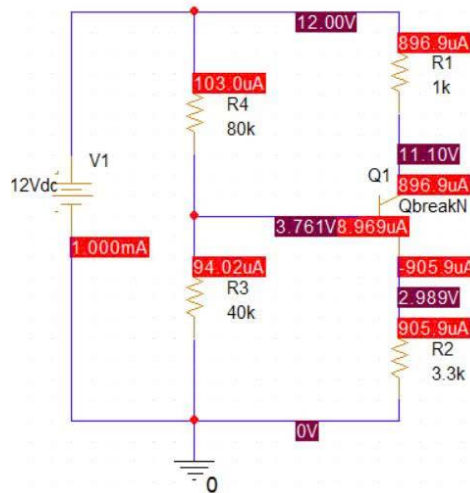 12.00V
896.9uA
R1
1k
103.0uA
R4
80k
11.10V
V1
12Vdc
Q1
896.9uA
QbreakN
3.761V
8.969uA
1.000mA
94.02uA
R3
40k
-905.9uA
2.989V
905.9uA
R2
3.3k
0V
0